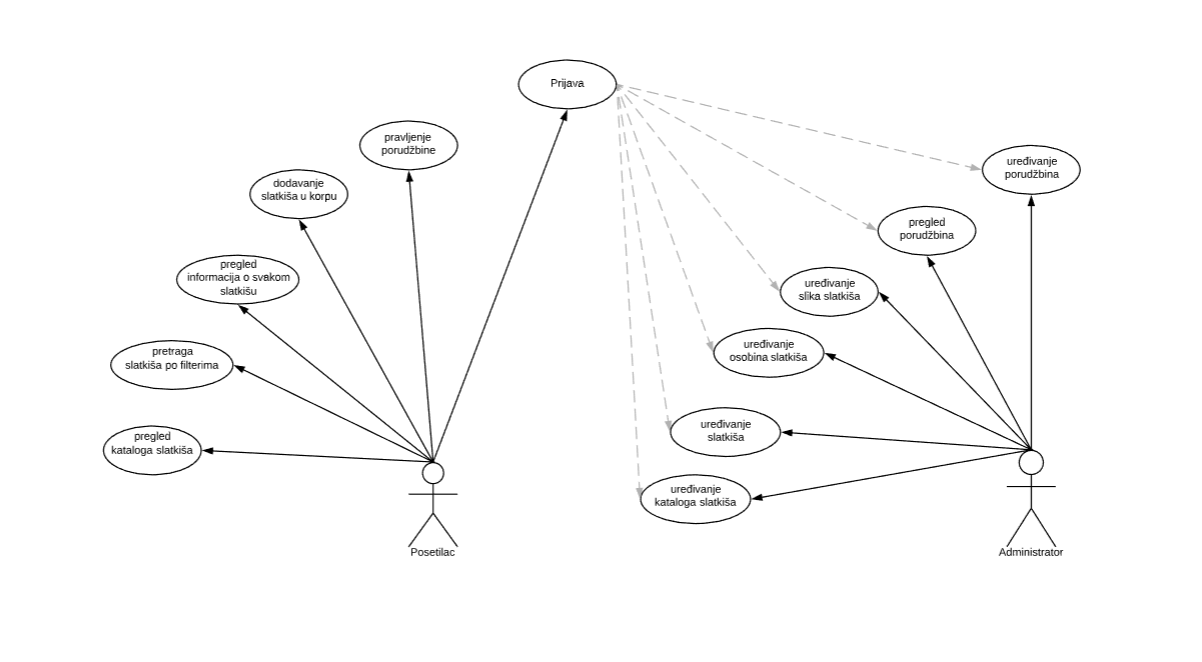 Prijava
pravljenje
porudžbine
dodavanje
slatkiša u korpu
pregled
informacija o svakom
slatkišu
pretraga
slatkiša po filterima
pregled
kataloga slatkiša
Posetilac
uređivanje
porudžbina
pregled
porudžbina
uređivanje
slika slatkiša
uređivanje
osobina slatkiša
uređivanje
slatkiša
uređivanje
kataloga slatkiša
Administrator